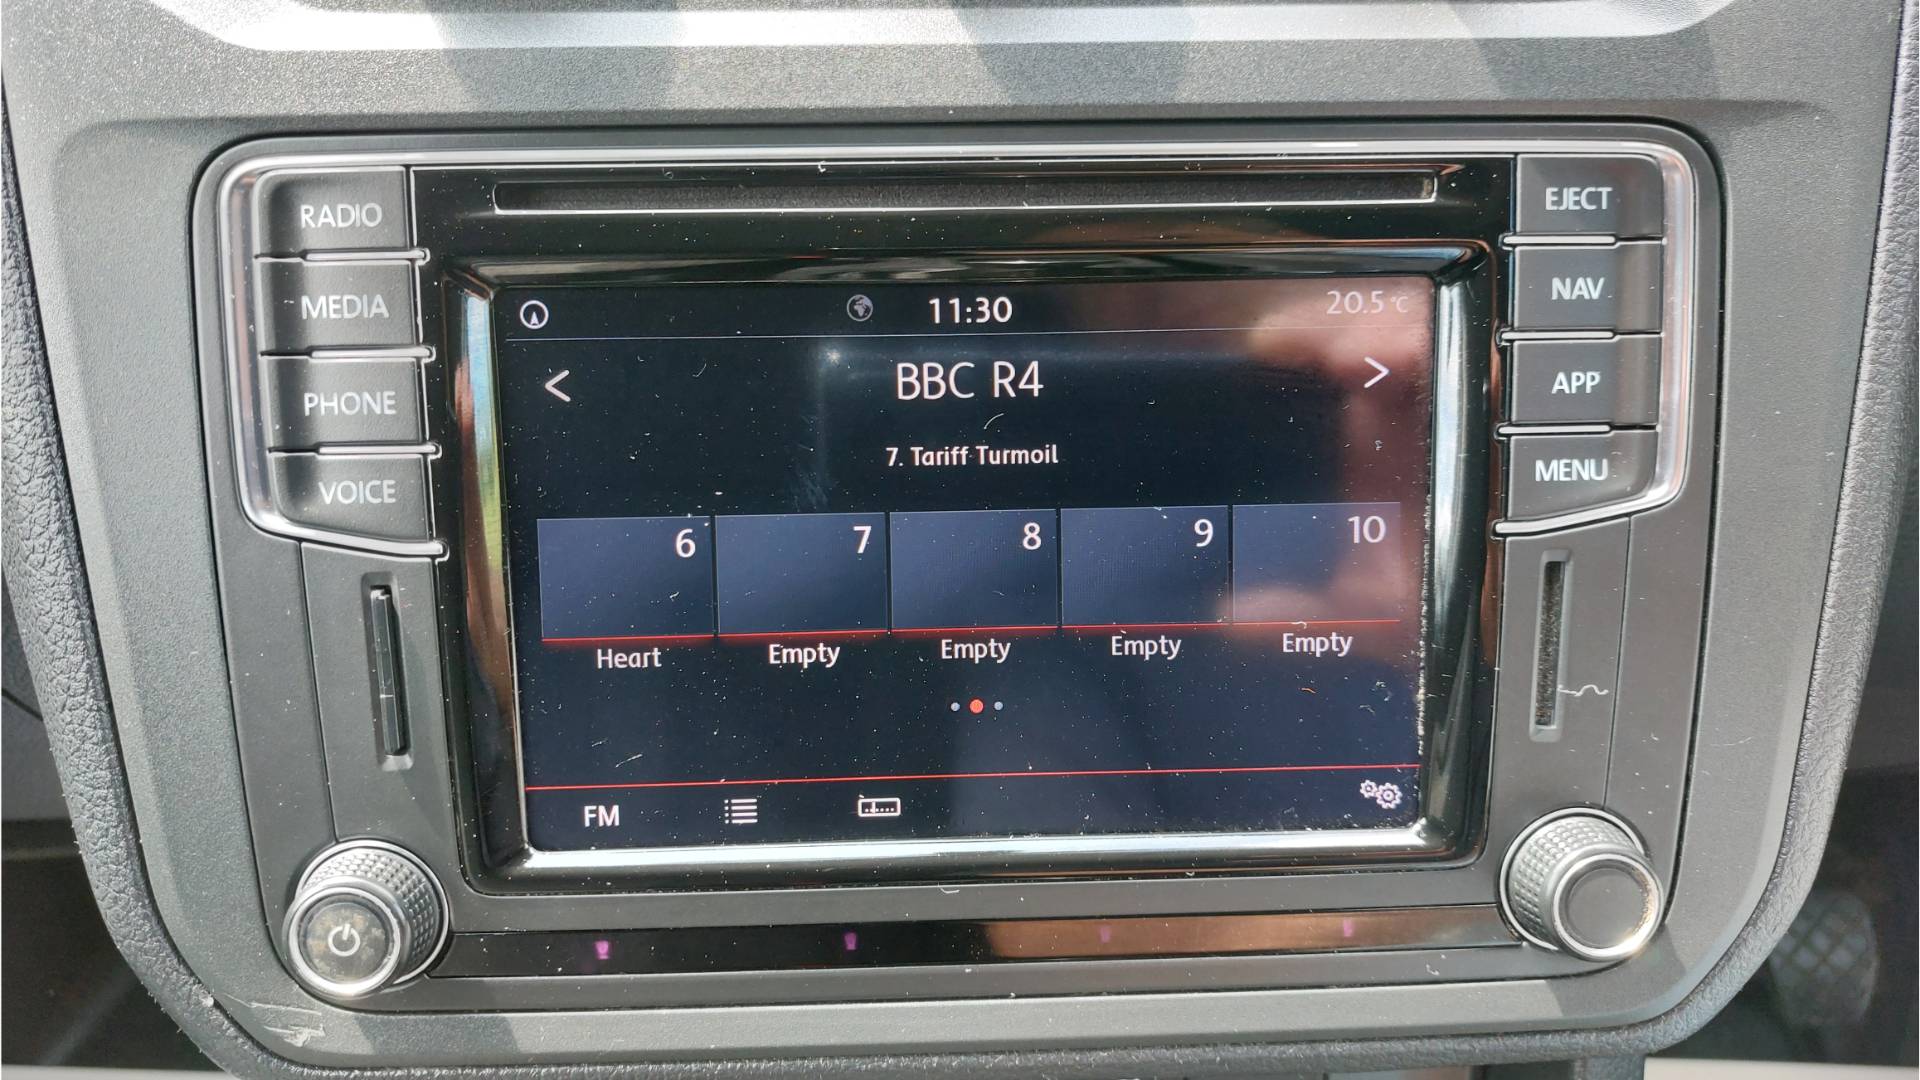 RADIO
MEDIA
PHONE
VOICE
EJECT
NAV
APP
MENU
11:30
20.5 °C
< BBC R4 >
7. Tariff Turmoil
6 7 8 9 10
Heart Empty Empty Empty Empty
FM